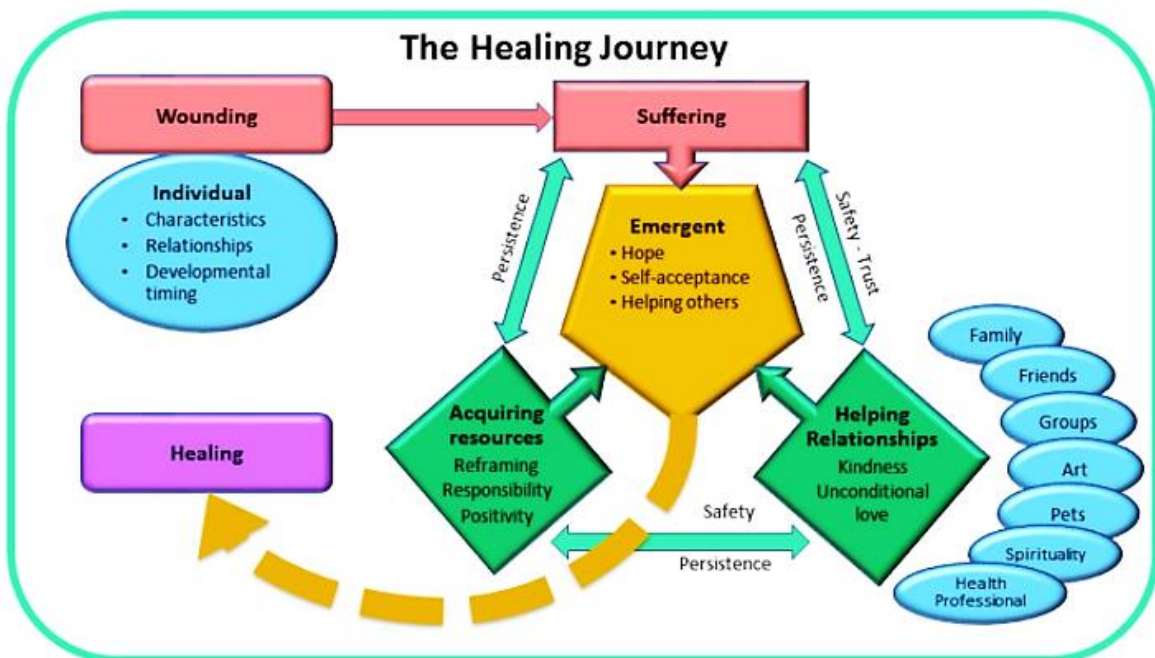 The Healing Journey
Wounding
Suffering
Individual
• Characteristics
• Relationships
• Developmental
timing
Persistence
Emergent
• Hope
• Self-acceptance
• Helping others
Safety - Trust
Persistence
Acquiring
resources
Reframing
Responsibility
Positivity
Helping
Relationships
Kindness
Unconditional
love
Safety
Persistence
Family
Friends
Groups
Art
Pets
Spirituality
Health
Professional
Healing